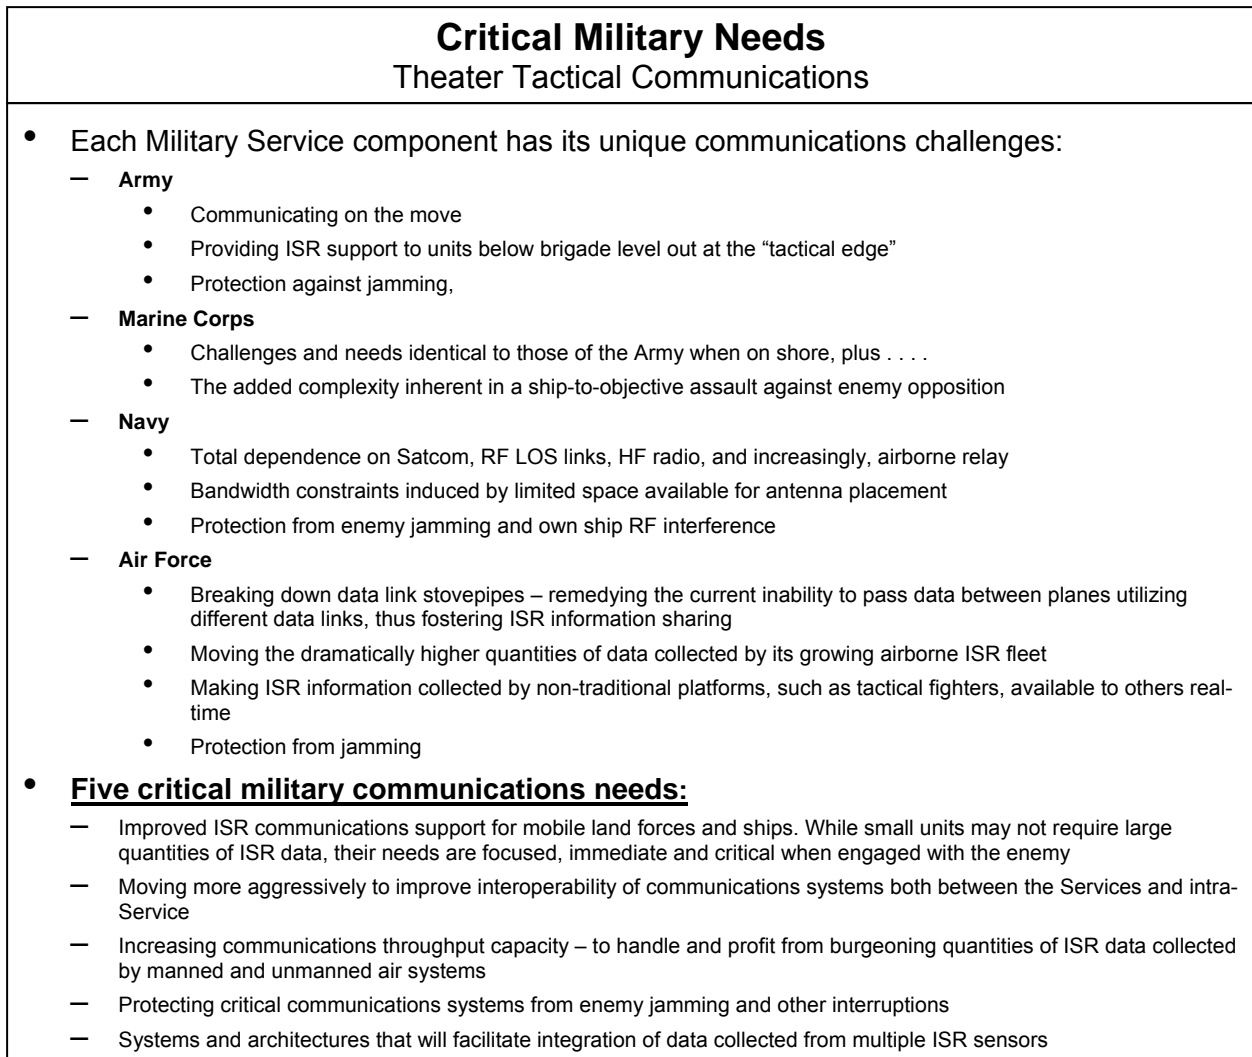 Critical Military Needs
Theater Tactical Communications
• Each Military Service component has its unique communications challenges:
– Army
• Communicating on the move
• Providing ISR support to units below brigade level out at the “tactical edge”
• Protection against jamming,
– Marine Corps
• Challenges and needs identical to those of the Army when on shore, plus . . . .
• The added complexity inherent in a ship-to-objective assault against enemy opposition
– Navy
• Total dependence on Satcom, RF LOS links, HF radio, and increasingly, airborne relay
• Bandwidth constraints induced by limited space available for antenna placement
• Protection from enemy jamming and own ship RF interference
– Air Force
• Breaking down data link stovepipes – remedying the current inability to pass data between planes utilizing
different data links, thus fostering ISR information sharing
• Moving the dramatically higher quantities of data collected by its growing airborne ISR fleet
• Making ISR information collected by non-traditional platforms, such as tactical fighters, available to others real-
time
• Protection from jamming
• Five critical military communications needs:
– Improved ISR communications support for mobile land forces and ships. While small units may not require large
quantities of ISR data, their needs are focused, immediate and critical when engaged with the enemy
– Moving more aggressively to improve interoperability of communications systems both between the Services and intra-
Service
– Increasing communications throughput capacity – to handle and profit from burgeoning quantities of ISR data collected
by manned and unmanned air systems
– Protecting critical communications systems from enemy jamming and other interruptions
– Systems and architectures that will facilitate integration of data collected from multiple ISR sensors